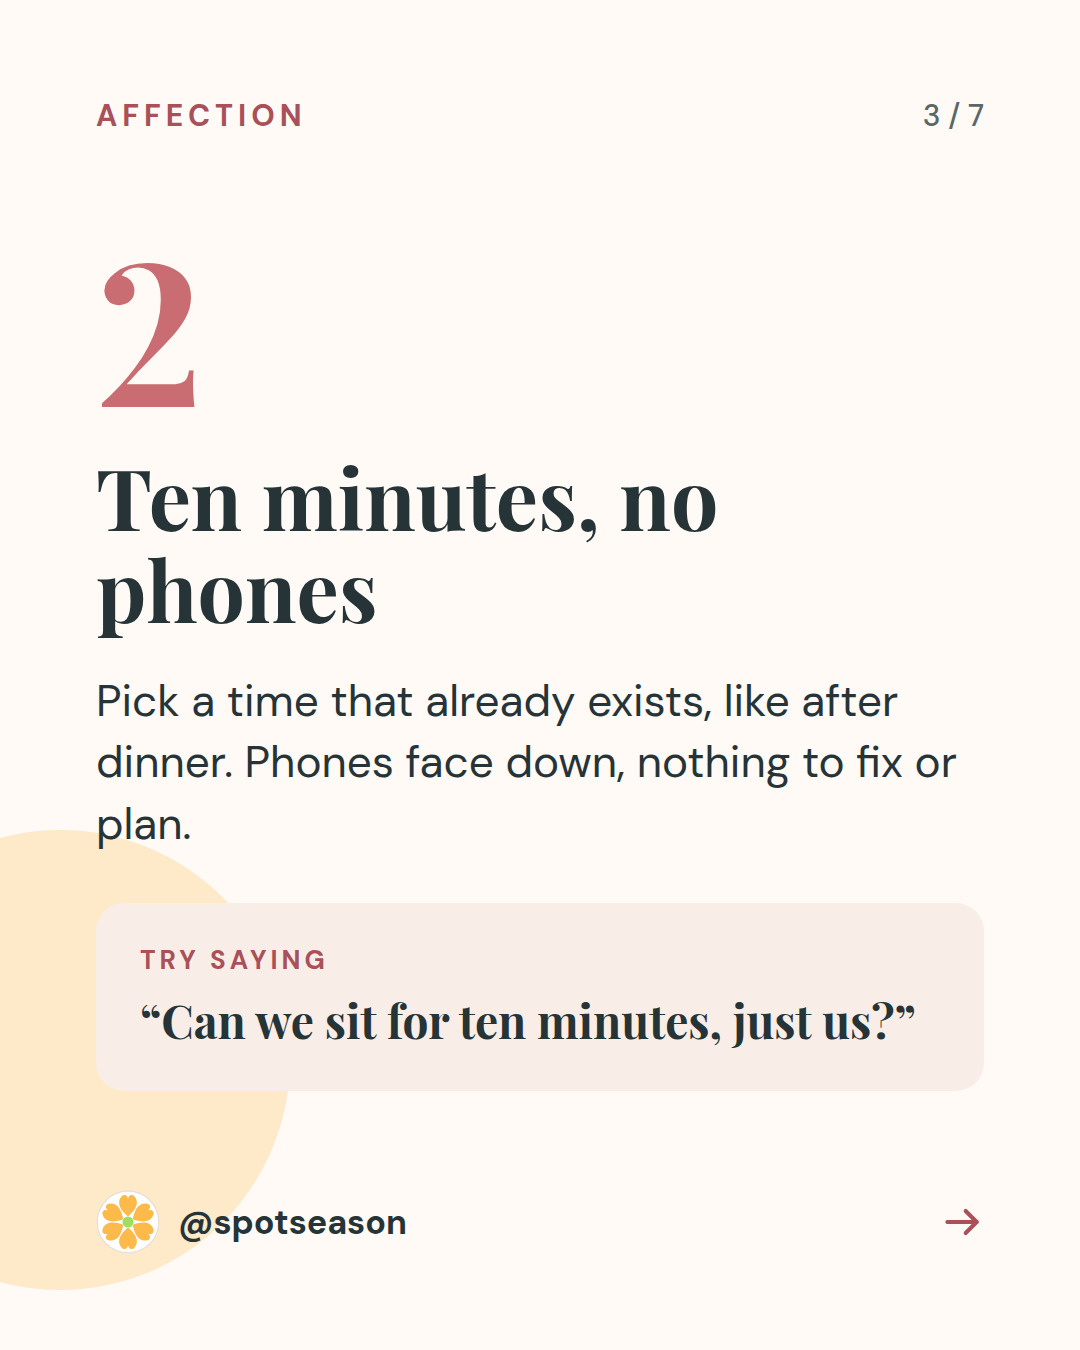 AFFECTION
3 / 7
2
Ten minutes, no
phones
Pick a time that already exists, like after
dinner. Phones face down, nothing to fix or
plan.
TRY SAYING
“Can we sit for ten minutes, just us?”
@spotseason